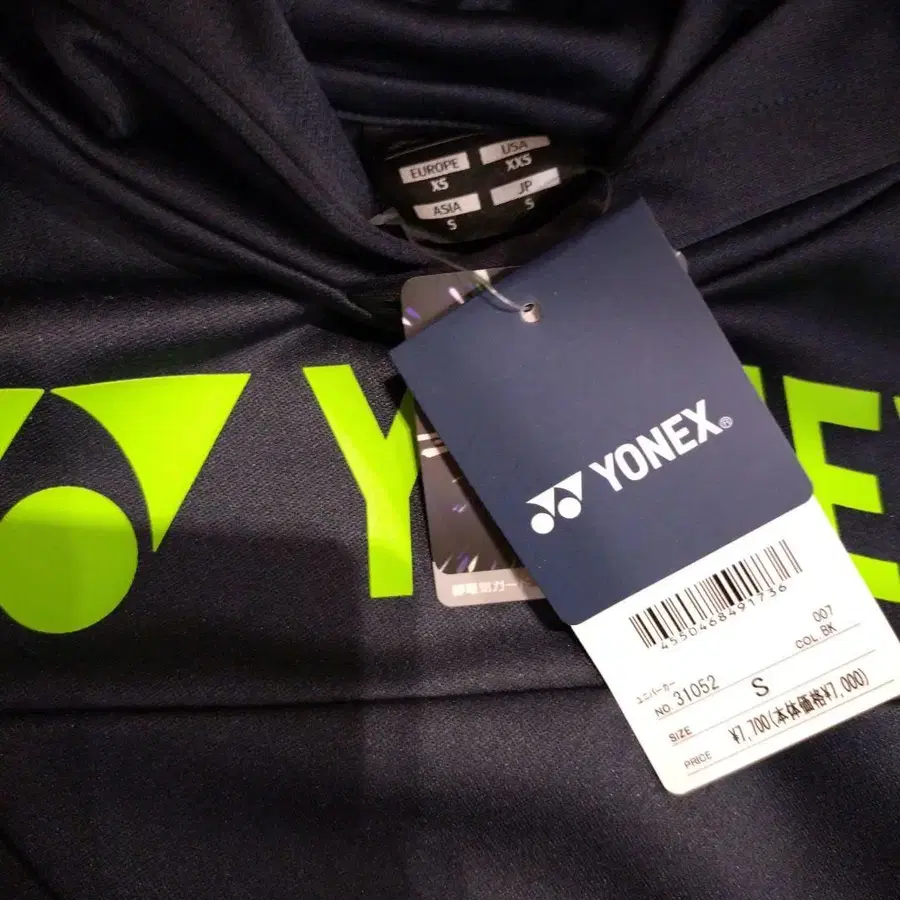 EUROPE
XS
USA
XXS
ASIA
S
JP
S
YONEX®
4550468491736
007
COL. BK
ユニパーカー
NO. 31052
SIZE S
PRICE ¥7,700(本体価格¥7,000)
Y
E